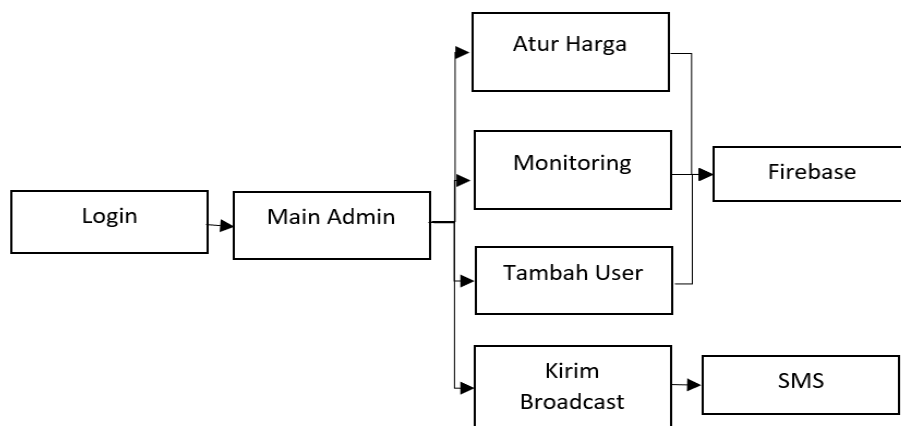 Login
Main Admin
Atur Harga
Monitoring
Tambah User
Kirim
Broadcast
Firebase
SMS